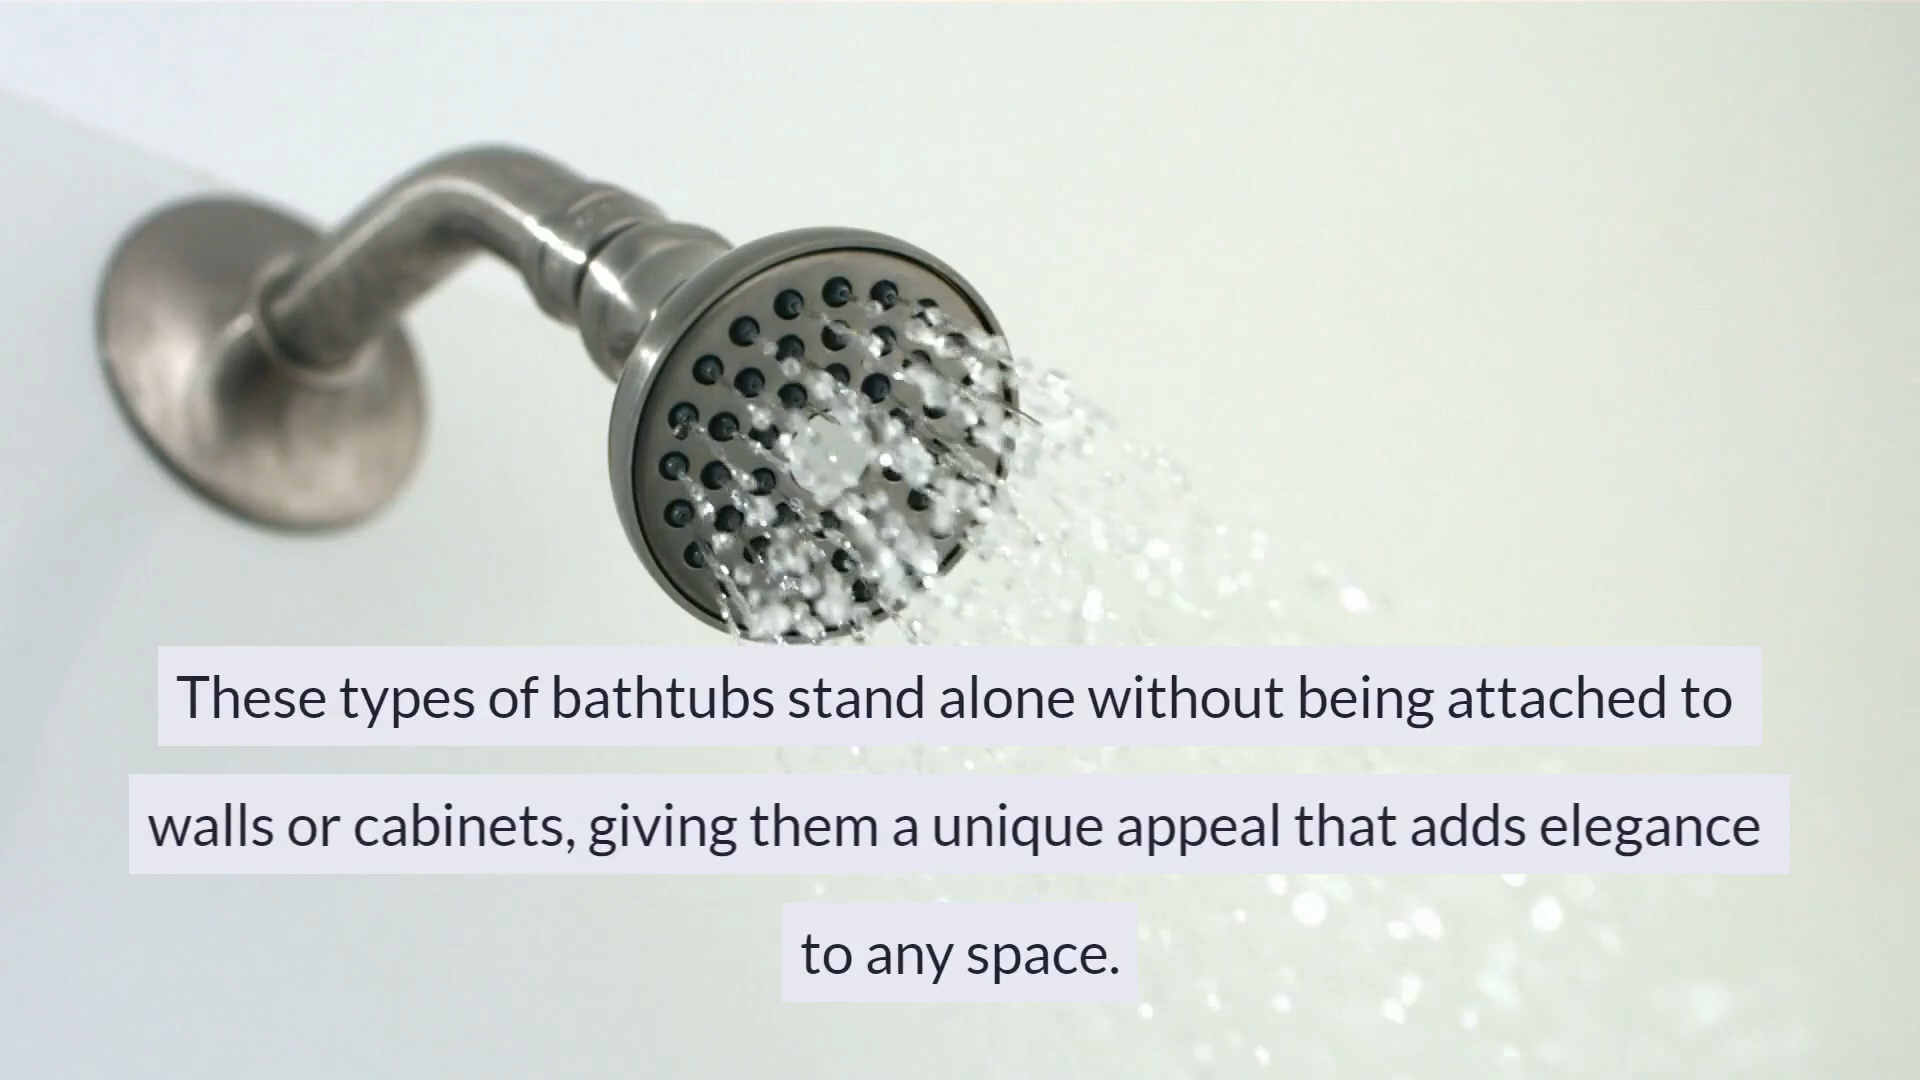 These types of bathtubs stand alone without being attached to
walls or cabinets, giving them a unique appeal that adds elegance
to any space.